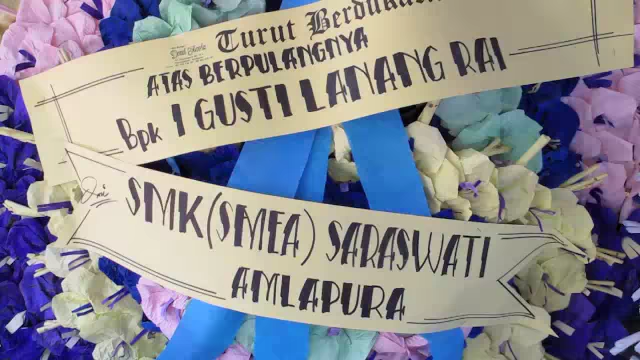 Turut Berduka
ATAS BERPULANGNYA
Bpk I GUSTI LANANG RAI
SMK (SMEA) SARASWATI
AMLAPURA